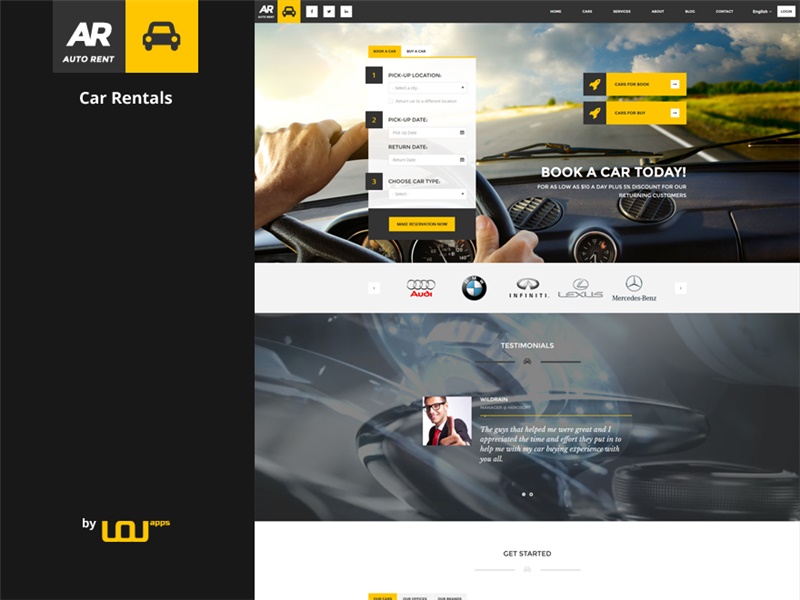 AR
AUTO RENT
Car Rentals
by
LOU apps
AR
AUTO RENT
HOME
CARS
SERVICES
ABOUT
BLOG
CONTACT
English
LOGIN
BOOK A CAR
BUY A CAR
1
PICK-UP LOCATION:
Select a city
Return car to a different location
2
PICK-UP DATE:
Pick Up Date
RETURN DATE:
Return Date
3
CHOOSE CAR TYPE:
Select
MAKE RESERVATION NOW
CARS FOR BOOK
CARS FOR BUY
BOOK A CAR TODAY!
FOR AS LOW AS $10 A DAY PLUS 5% DISCOUNT FOR OUR
RETURNING CUSTOMERS
Audi
BMW
INFINITI
LEXUS
Mercedes-Benz
TESTIMONIALS
WILDRAIN
MANAGER @
The guys that helped me were great and I
appreciated the time and effort they put in to
help me with my car buying experience with
you all.
GET STARTED
OUR CARS
OUR OFFICES
OUR BRANDS